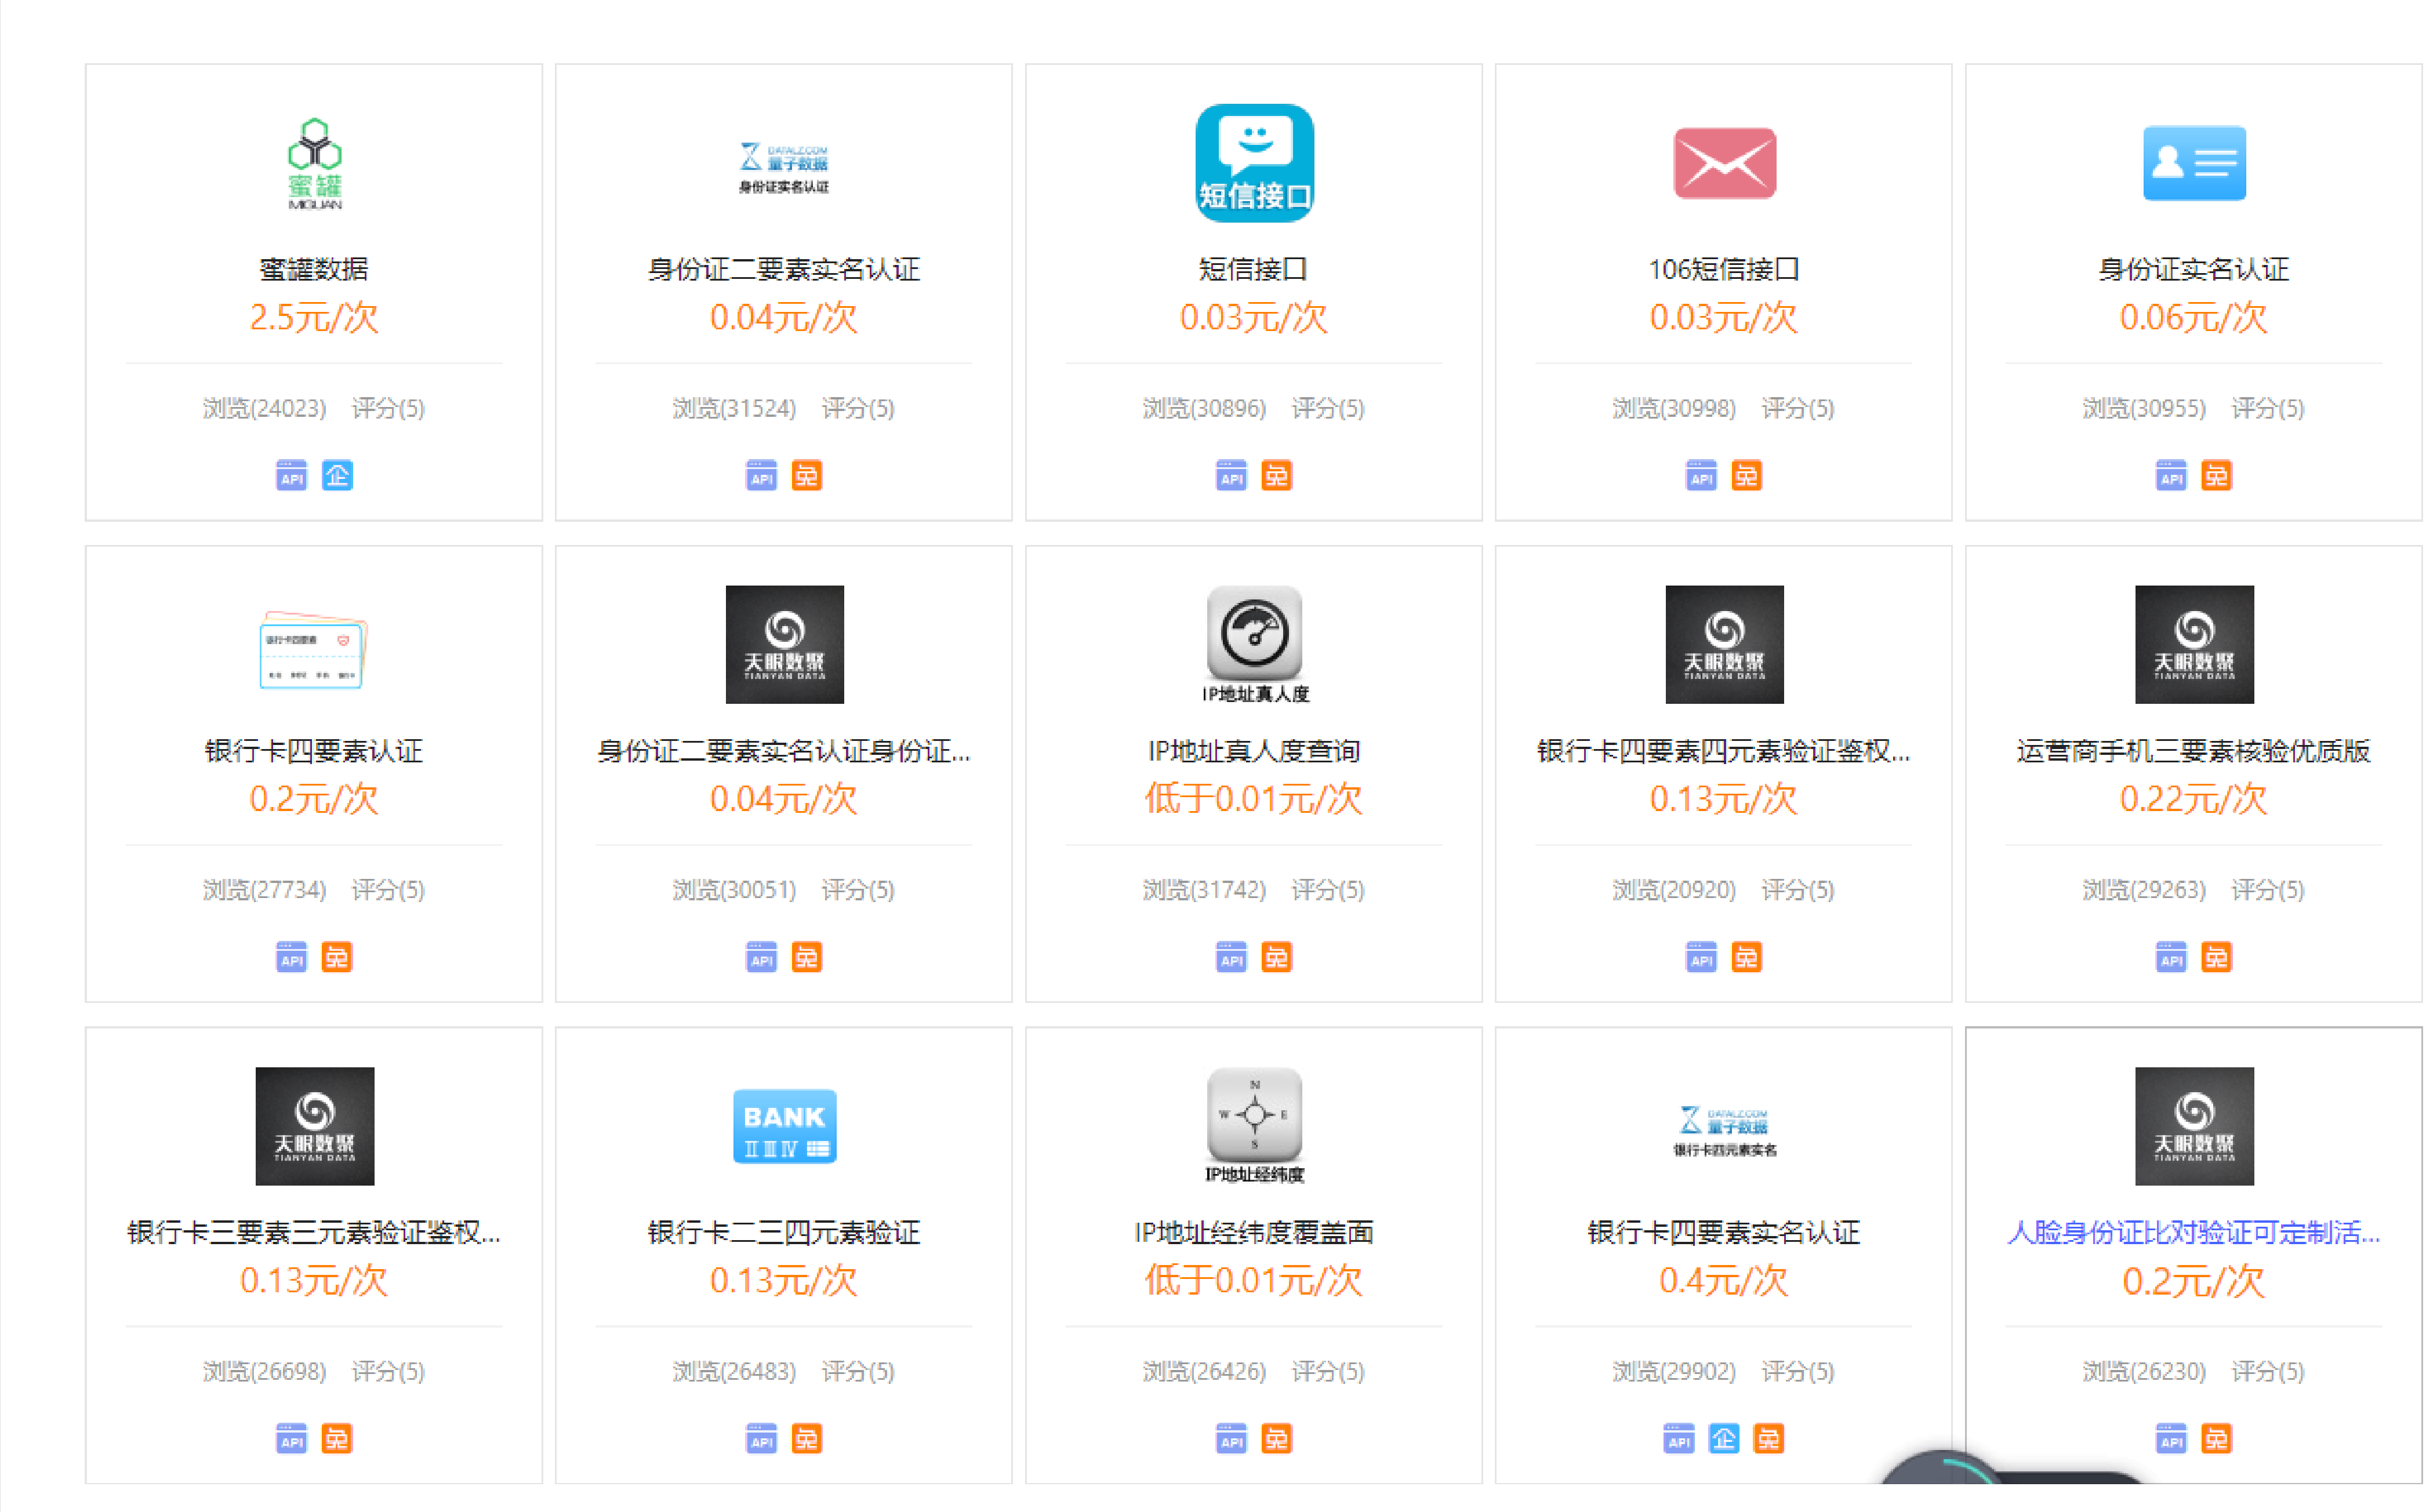 蜜罐
MIGUAN
蜜罐数据
2.5元/次
浏览(24023) 评分(5)
API 企
DATALZ.COM
量子数据
身份证实名认证
身份证二要素实名认证
0.04元/次
浏览(31524) 评分(5)
API 免
短信接口
短信接口
0.03元/次
浏览(30896) 评分(5)
API 免
106短信接口
0.03元/次
浏览(30998) 评分(5)
API 免
身份证实名认证
0.06元/次
浏览(30955) 评分(5)
API 免
银行卡四要素
银行卡四要素认证
0.2元/次
浏览(27734) 评分(5)
API 免
天眼数聚
TIANYAN DATA
身份证二要素实名认证身份证...
0.04元/次
浏览(30051) 评分(5)
API 免
IP地址真人度
IP地址真人度查询
低于0.01元/次
浏览(31742) 评分(5)
API 免
天眼数聚
TIANYAN DATA
银行卡四要素四元素验证鉴权...
0.13元/次
浏览(20920) 评分(5)
API 免
天眼数聚
TIANYAN DATA
运营商手机三要素核验优质版
0.22元/次
浏览(29263) 评分(5)
API 免
天眼数聚
TIANYAN DATA
银行卡三要素三元素验证鉴权...
0.13元/次
浏览(26698) 评分(5)
API 免
BANK
II III IV
银行卡二三四元素验证
0.13元/次
浏览(26483) 评分(5)
API 免
N
W E
S
IP地址经纬度
IP地址经纬度覆盖面
低于0.01元/次
浏览(26426) 评分(5)
API 免
DATALZ.COM
量子数据
银行卡四元素实名
银行卡四要素实名认证
0.4元/次
浏览(29902) 评分(5)
API 企 免
天眼数聚
TIANYAN DATA
人脸身份证比对验证可定制活...
0.2元/次
浏览(26230) 评分(5)
API 免